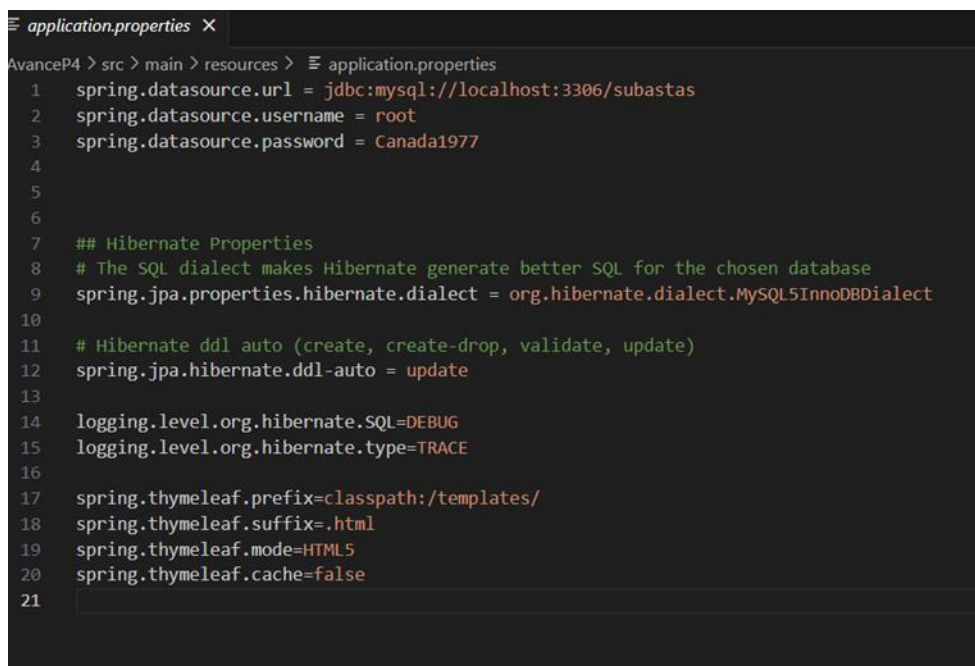 application.properties ×
AvanceP4 > src > main > resources > application.properties
1 spring.datasource.url = jdbc:mysql://localhost:3306/subastas
2 spring.datasource.username = root
3 spring.datasource.password = Canada1977
4
5
6
7 ## Hibernate Properties
8 # The SQL dialect makes Hibernate generate better SQL for the chosen database
9 spring.jpa.properties.hibernate.dialect = org.hibernate.dialect.MySQL5InnoDBDialect
10
11 # Hibernate ddl auto (create, create-drop, validate, update)
12 spring.jpa.hibernate.ddl-auto = update
13
14 logging.level.org.hibernate.SQL=DEBUG
15 logging.level.org.hibernate.type=TRACE
16
17 spring.thymeleaf.prefix=classpath:/templates/
18 spring.thymeleaf.suffix=.html
19 spring.thymeleaf.mode=HTML5
20 spring.thymeleaf.cache=false
21